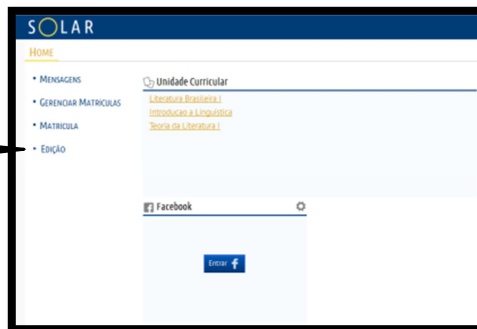 SOLAR
HOME
• MENSAGENS
• GERENCIAR MATRICULAS
• MATRICULA
• EDIÇÃO
Unidade Curricular
Literatura Brasileira I
Introducao a Linguistica
Teoria da Literatura I
Facebook
Entrar